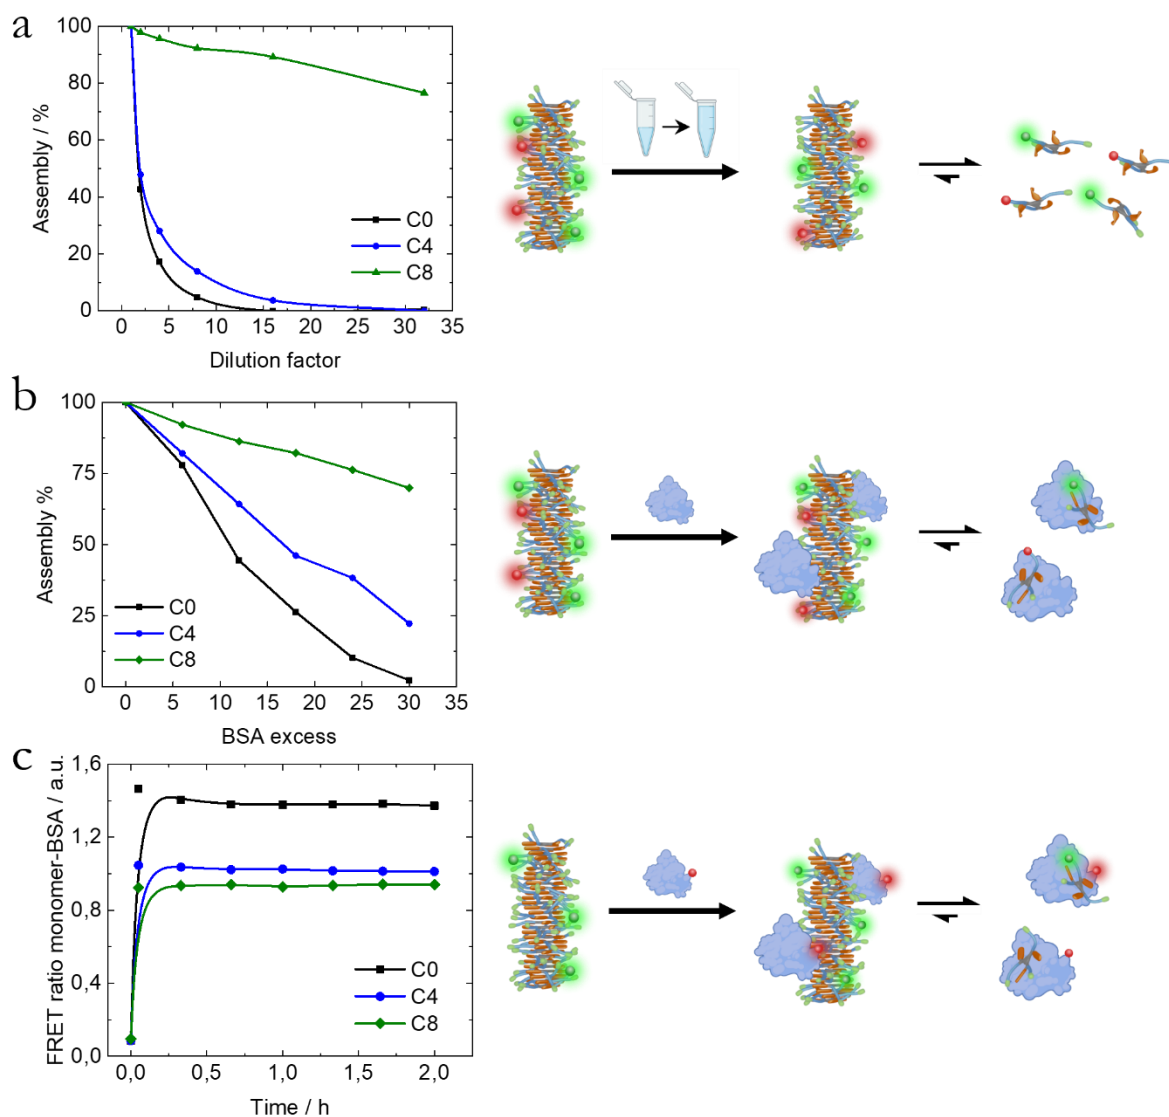 a
100
80
60
40
20
0
Assembly / %
C0
C4
C8
0 5 10 15 20 25 30 35
Dilution factor
b
100
75
50
25
0
Assembly %
C0
C4
C8
0 5 10 15 20 25 30 35
BSA excess
c
1,6
1,2
0,8
0,4
0,0
FRET ratio monomer-BSA / a.u.
C0
C4
C8
0,0 0,5 1,0 1,5 2,0
Time / h